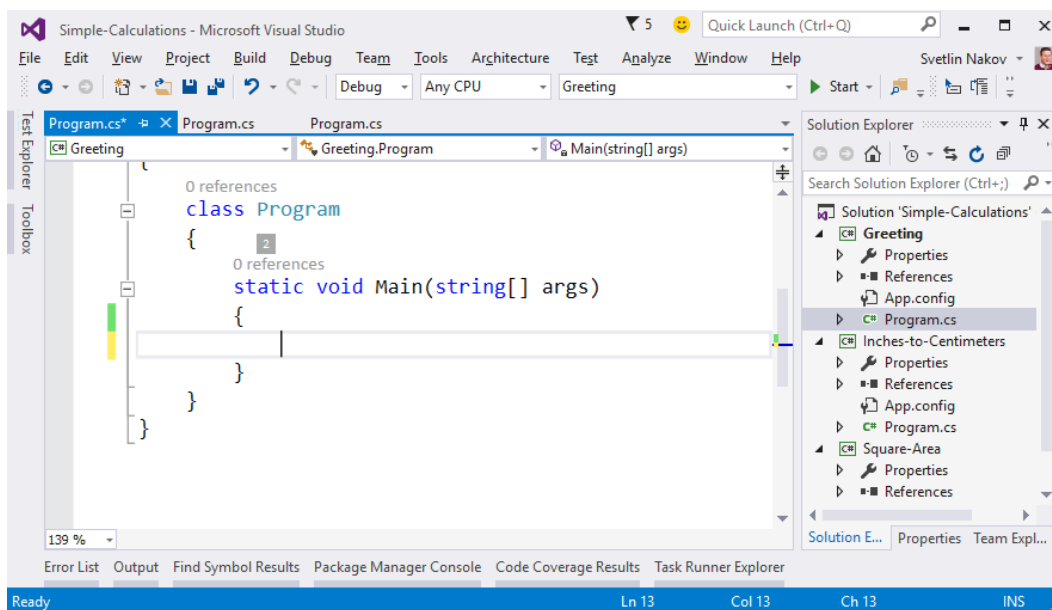 Simple-Calculations - Microsoft Visual Studio 5 Quick Launch (Ctrl+Q)
File Edit View Project Build Debug Team Tools Architecture Test Analyze Window Help Svetlin Nakov
Debug Any CPU Greeting Start
Test Explorer
Toolbox
Program.cs* Program.cs Program.cs
C# Greeting Greeting.Program Main(string[] args)
{
0 references
class Program
{
2
0 references
static void Main(string[] args)
{
}
}
}
139 %
Solution Explorer
Search Solution Explorer (Ctrl+;)
Solution 'Simple-Calculations'
C# Greeting
Properties
References
App.config
C# Program.cs
C# Inches-to-Centimeters
Properties
References
App.config
C# Program.cs
C# Square-Area
Properties
References
Solution E... Properties Team Expl...
Error List Output Find Symbol Results Package Manager Console Code Coverage Results Task Runner Explorer
Ready Ln 13 Col 13 Ch 13 INS